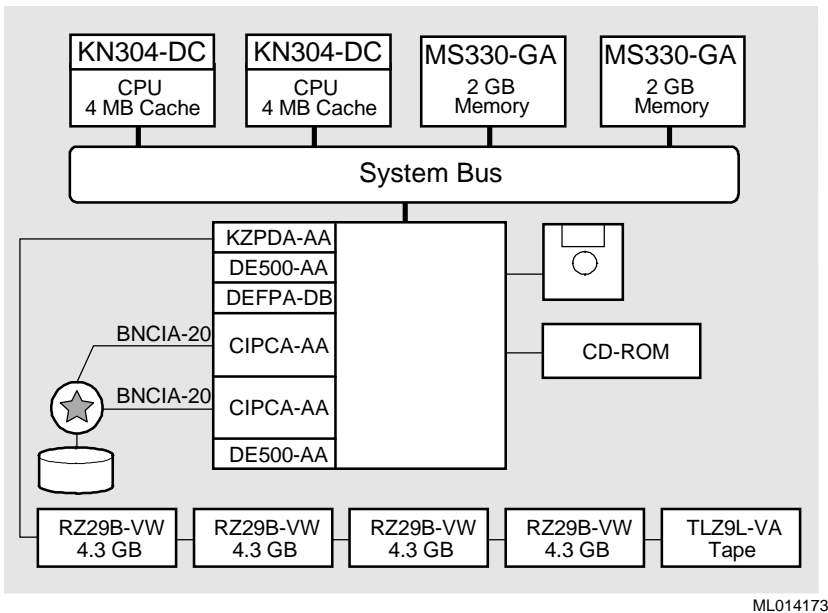 KN304-DC
CPU
4 MB Cache
KN304-DC
CPU
4 MB Cache
MS330-GA
2 GB
Memory
MS330-GA
2 GB
Memory
System Bus
KZPDA-AA
DE500-AA
DEFPA-DB
BNCIA-20
CIPCA-AA
CD-ROM
BNCIA-20
CIPCA-AA
DE500-AA
RZ29B-VW
4.3 GB
RZ29B-VW
4.3 GB
RZ29B-VW
4.3 GB
RZ29B-VW
4.3 GB
TLZ9L-VA
Tape
ML014173